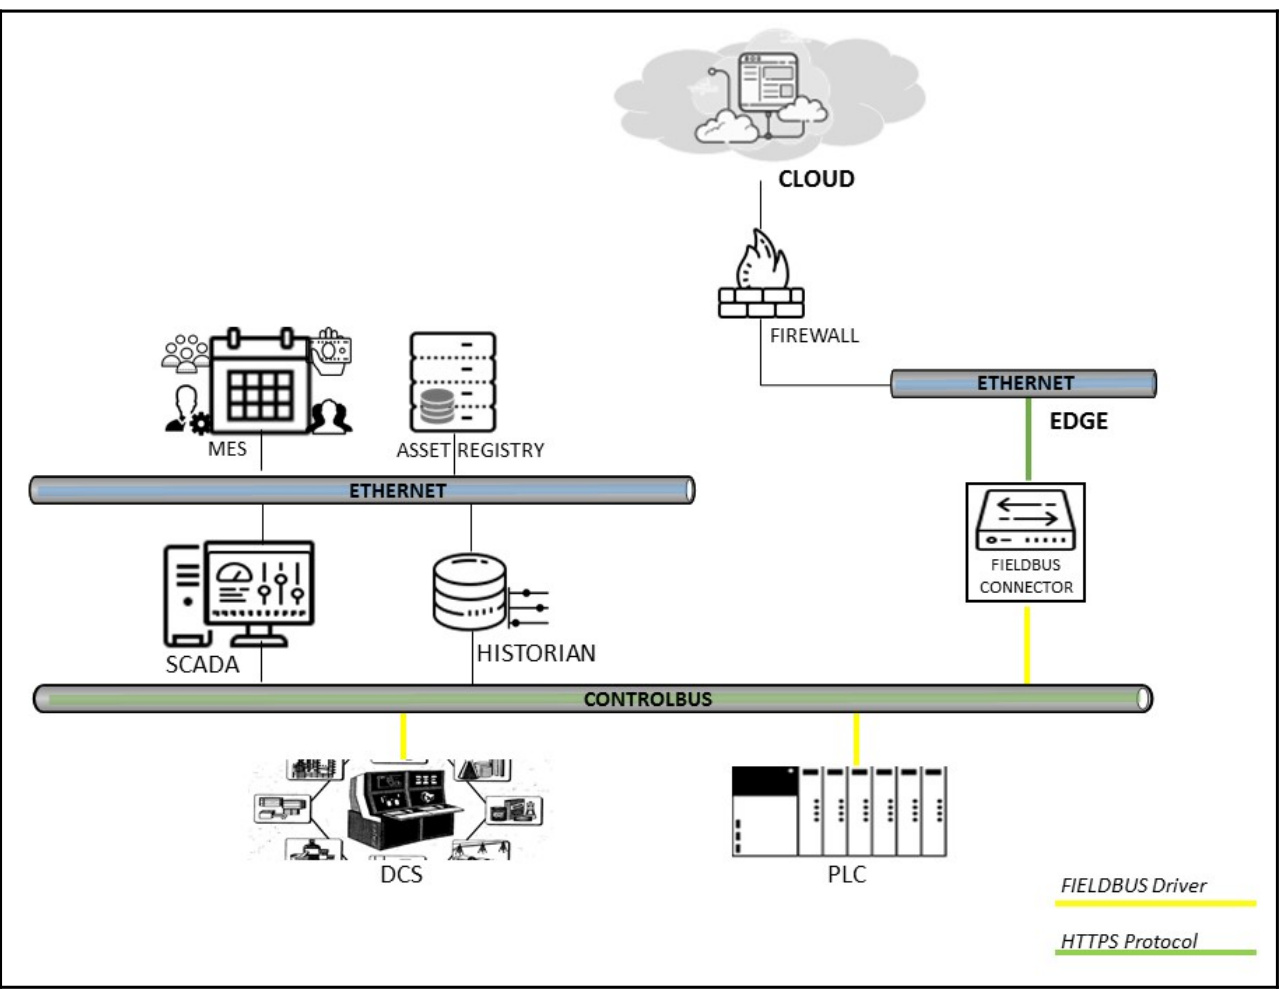 CLOUD
FIREWALL
ETHERNET
EDGE
MES
ASSET REGISTRY
ETHERNET
FIELDBUS
CONNECTOR
SCADA
HISTORIAN
CONTROLBUS
DCS
PLC
FIELDBUS Driver
HTTPS Protocol